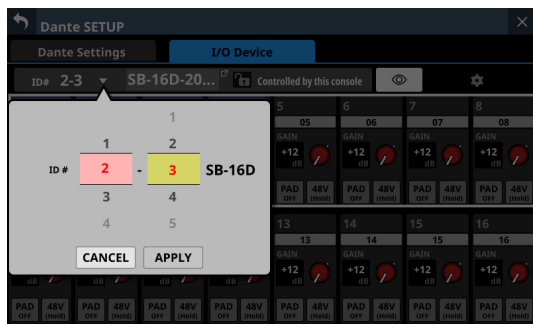 Dante SETUP
Dante Settings I/O Device
ID# 2-3 SB-16D-20... Controlled by this console
1
1 2
ID # 2 - 3 SB-16D
3 4
4 5
CANCEL APPLY
5 6 7 8
05 06 07 08
GAIN GAIN GAIN GAIN
+12 +12 +12 +12
dB dB dB dB
PAD 48V PAD 48V PAD 48V PAD 48V
OFF (Hold) OFF (Hold) OFF (Hold) OFF (Hold)
13 14 15 16
13 14 15 16
GAIN GAIN GAIN GAIN
+12 +12 +12 +12
dB dB dB dB dB dB dB dB
PAD 48V PAD 48V PAD 48V PAD 48V PAD 48V PAD 48V PAD 48V PAD 48V
OFF (Hold) OFF (Hold) OFF (Hold) OFF (Hold) OFF (Hold) OFF (Hold) OFF (Hold) OFF (Hold)